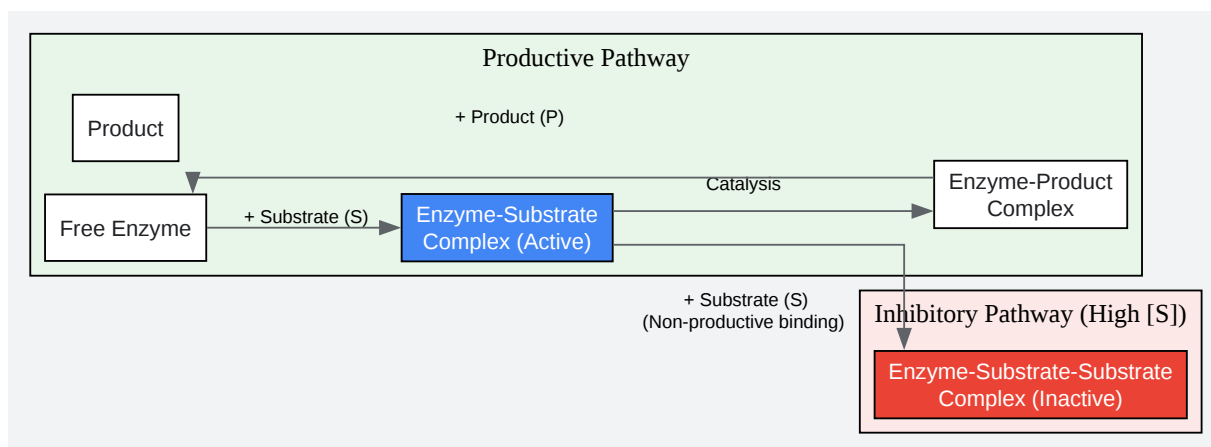 Productive Pathway
Product
+ Product (P)
Catalysis
Enzyme-Product
Complex
Free Enzyme
+ Substrate (S)
Enzyme-Substrate
Complex (Active)
+ Substrate (S)
(Non-productive binding)
Inhibitory Pathway (High [S])
Enzyme-Substrate-Substrate
Complex (Inactive)